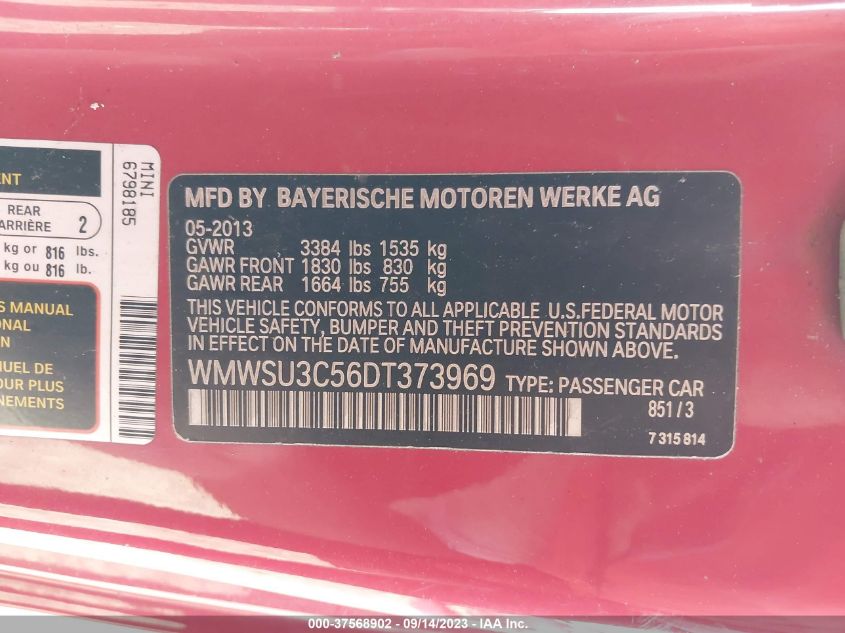 ENT
REAR
ARRIÈRE 2
kg or 816 lbs.
kg ou 816 lb.
S MANUAL
ONAL
N
NUEL DE
OUR PLUS
GNEMENTS
MINI
6798185
MFD BY BAYERISCHE MOTOREN WERKE AG
05-2013
GVWR 3384 lbs 1535 kg
GAWR FRONT 1830 lbs 830 kg
GAWR REAR 1664 lbs 755 kg
THIS VEHICLE CONFORMS TO ALL APPLICABLE U.S.FEDERAL MOTOR
VEHICLE SAFETY, BUMPER AND THEFT PREVENTION STANDARDS
IN EFFECT ON THE DATE OF MANUFACTURE SHOWN ABOVE.
WMWSU3C56DT373969 TYPE: PASSENGER CAR
851/3
7 315 814
000-37568902 - 09/14/2023 - IAAI Inc.